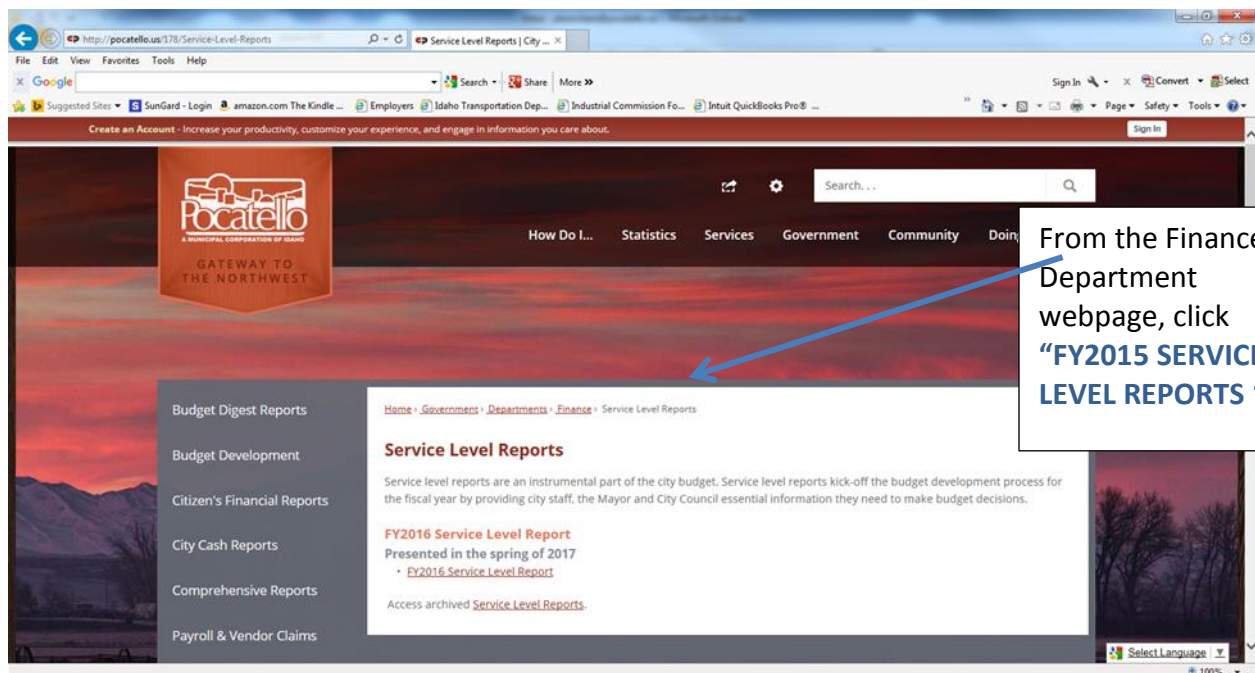 http://pocatello.us/178/Service-Level-Reports
Service Level Reports | City ... ×
File Edit View Favorites Tools Help
x Google
Search
Share
More »
Sign In
x
Convert
Select
Suggested Sites
SunGard - Login
amazon.com The Kindle ...
Employers
Idaho Transportation Dep...
Industrial Commission Fo...
Intuit QuickBooks Pro® ...
»
Page
Safety
Tools
Create an Account - Increase your productivity, customize your experience, and engage in information you care about.
Sign In
Pocatello
A MUNICIPAL CORPORATION OF IDAHO
GATEWAY TO
THE NORTHWEST
Search...
How Do I... Statistics Services Government Community Doin
From the Finance
Department
webpage, click
“FY2015 SERVICE
LEVEL REPORTS “
Budget Digest Reports
Budget Development
Citizen's Financial Reports
City Cash Reports
Comprehensive Reports
Payroll & Vendor Claims
Home › Government › Departments › Finance › Service Level Reports
Service Level Reports
Service level reports are an instrumental part of the city budget. Service level reports kick-off the budget development process for
the fiscal year by providing city staff, the Mayor and City Council essential information they need to make budget decisions.
FY2016 Service Level Report
Presented in the spring of 2017
• FY2016 Service Level Report
Access archived Service Level Reports.
Select Language
100%